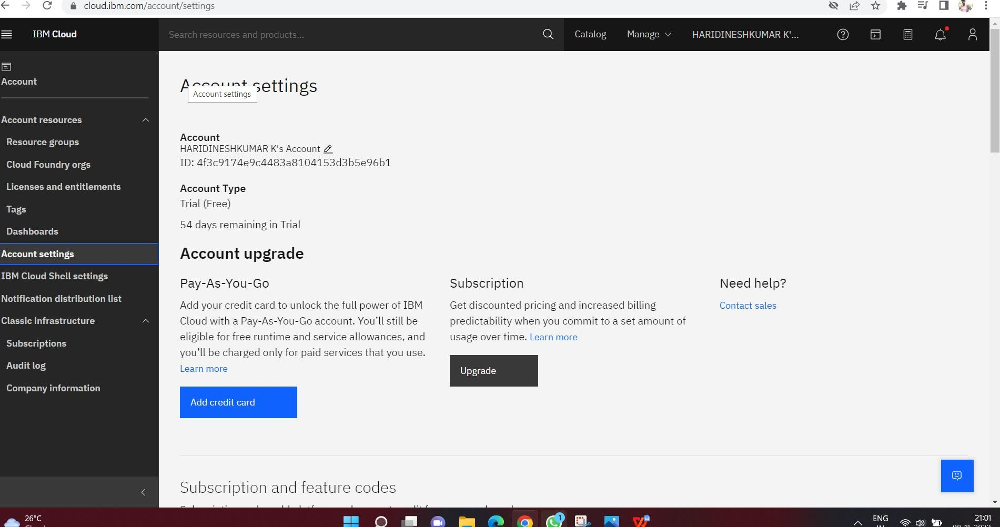 cloud.ibm.com/account/settings
IBM Cloud
Search resources and products...
Catalog
Manage
HARIDINESHKUMAR K'...
Account
Account resources
Resource groups
Cloud Foundry orgs
Licenses and entitlements
Tags
Dashboards
Account settings
IBM Cloud Shell settings
Notification distribution list
Classic infrastructure
Subscriptions
Audit log
Company information
Account settings
Account settings
Account
HARIDINESHKUMAR K's Account
ID: 4f3c9174e9c4483a8104153d3b5e96b1
Account Type
Trial (Free)
54 days remaining in Trial
Account upgrade
Pay-As-You-Go
Add your credit card to unlock the full power of IBM
Cloud with a Pay-As-You-Go account. You’ll still be
eligible for free runtime and service allowances, and
you’ll be charged only for paid services that you use.
Learn more
Add credit card
Subscription
Get discounted pricing and increased billing
predictability when you commit to a set amount of
usage over time. Learn more
Upgrade
Need help?
Contact sales
Subscription and feature codes
26°C
1
ENG
21:01